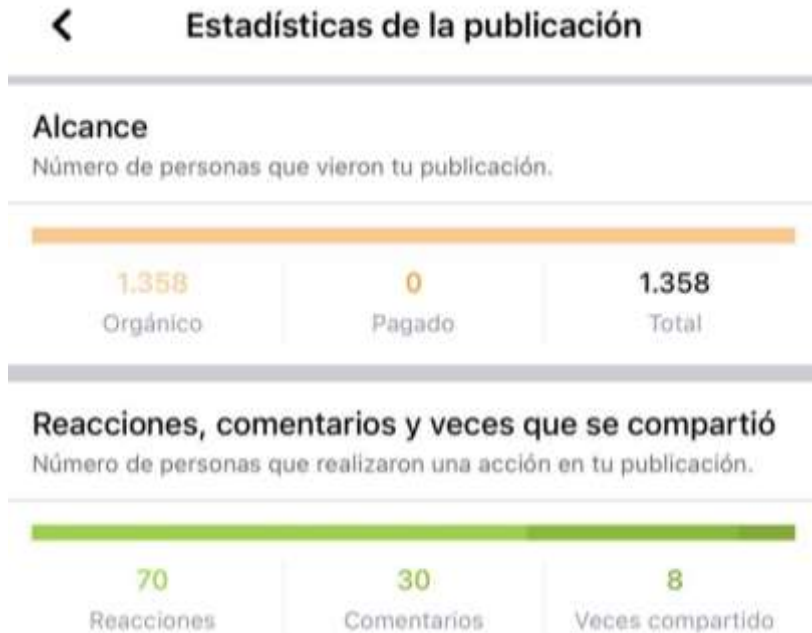 Estadísticas de la publicación
Alcance
Número de personas que vieron tu publicación.
1.358 0 1.358
Orgánico Pagado Total
Reacciones, comentarios y veces que se compartió
Número de personas que realizaron una acción en tu publicación.
70 30 8
Reacciones Comentarios Veces compartido